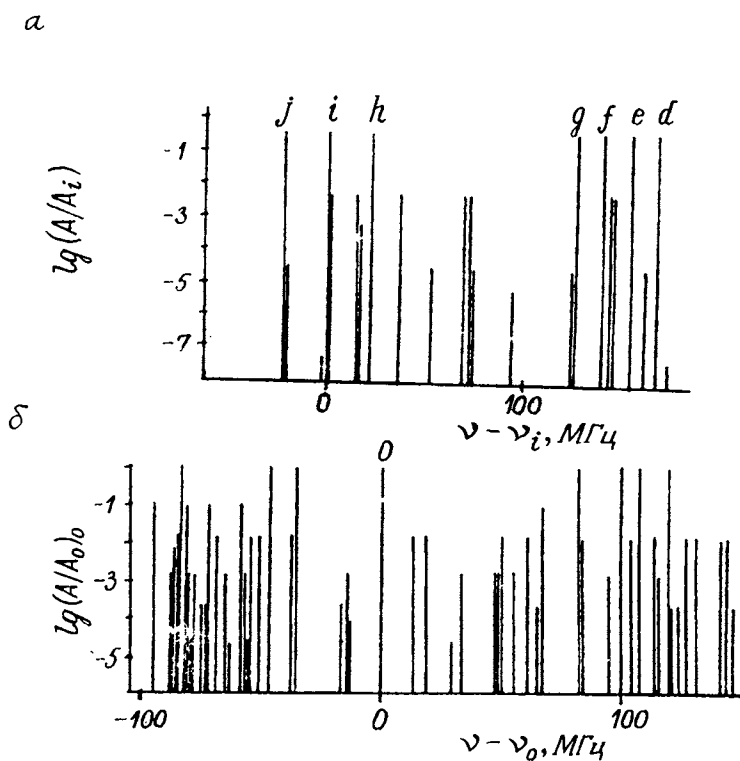 а
j i h g f e d
lg(A/A_i)
-1
-3
-5
-7
0 100
ν - ν_i, МГц
б
0
lg(A/A_0)_0
-1
-3
-5
-100 0 100
ν - ν_0, МГц